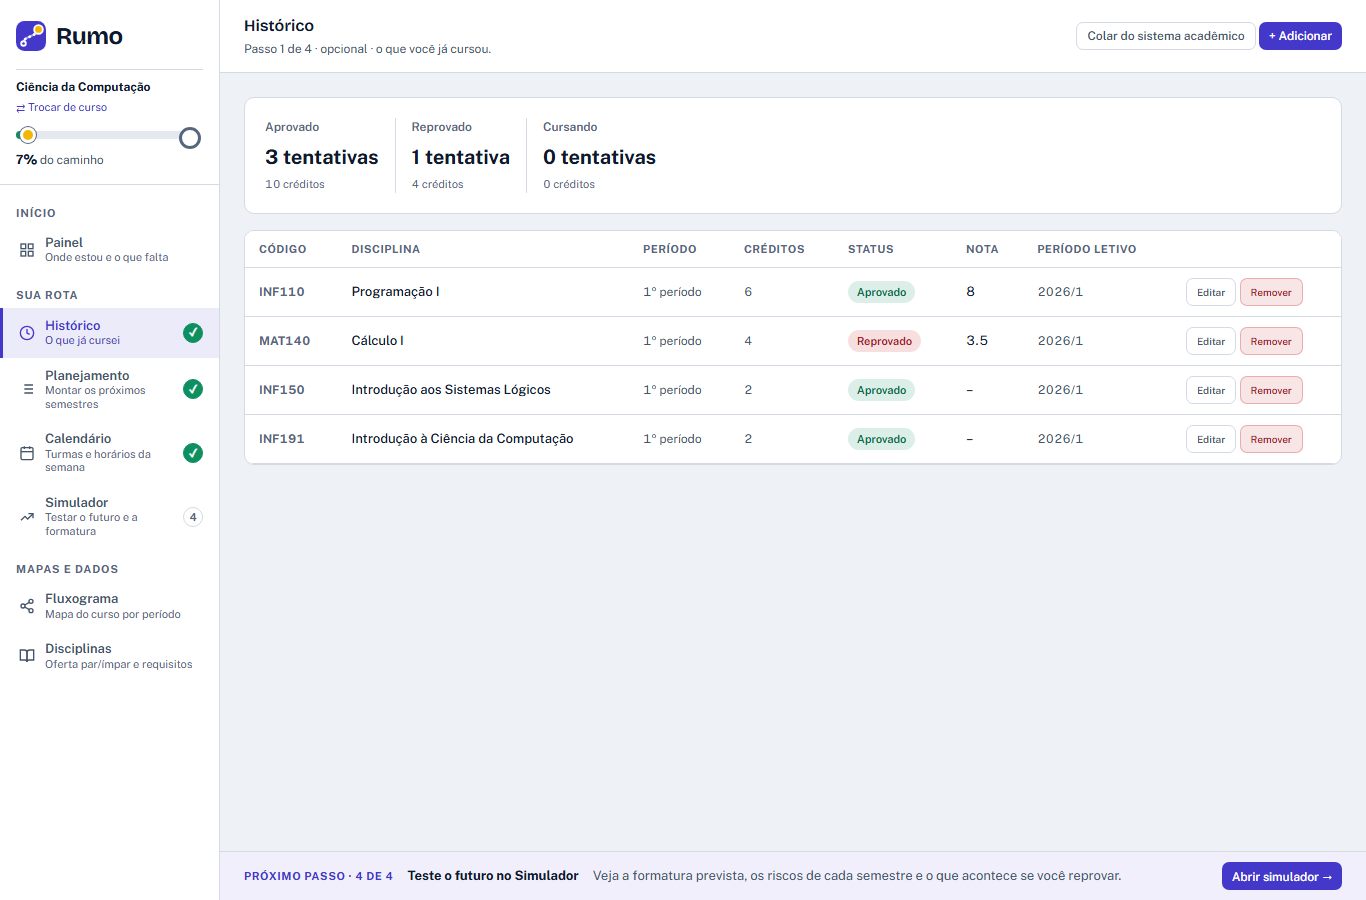 Rumo
Ciência da Computação
⇄ Trocar de curso
7% do caminho
INÍCIO
Painel
Onde estou e o que falta
SUA ROTA
Histórico
O que já cursei
Planejamento
Montar os próximos
semestres
Calendário
Turmas e horários da
semana
Simulador
Testar o futuro e a
formatura
4
MAPAS E DADOS
Fluxograma
Mapa do curso por período
Disciplinas
Oferta par/ímpar e requisitos
Histórico
Passo 1 de 4 · opcional · o que você já cursou.
Colar do sistema acadêmico
+ Adicionar
Aprovado Reprovado Cursando
3 tentativas 1 tentativa 0 tentativas
10 créditos 4 créditos 0 créditos
CÓDIGO DISCIPLINA PERÍODO CRÉDITOS STATUS NOTA PERÍODO LETIVO
INF110 Programação I 1º período 6 Aprovado 8 2026/1 Editar Remover
MAT140 Cálculo I 1º período 4 Reprovado 3.5 2026/1 Editar Remover
INF150 Introdução aos Sistemas Lógicos 1º período 2 Aprovado – 2026/1 Editar Remover
INF191 Introdução à Ciência da Computação 1º período 2 Aprovado – 2026/1 Editar Remover
PRÓXIMO PASSO · 4 DE 4 Teste o futuro no Simulador Veja a formatura prevista, os riscos de cada semestre e o que acontece se você reprovar. Abrir simulador →